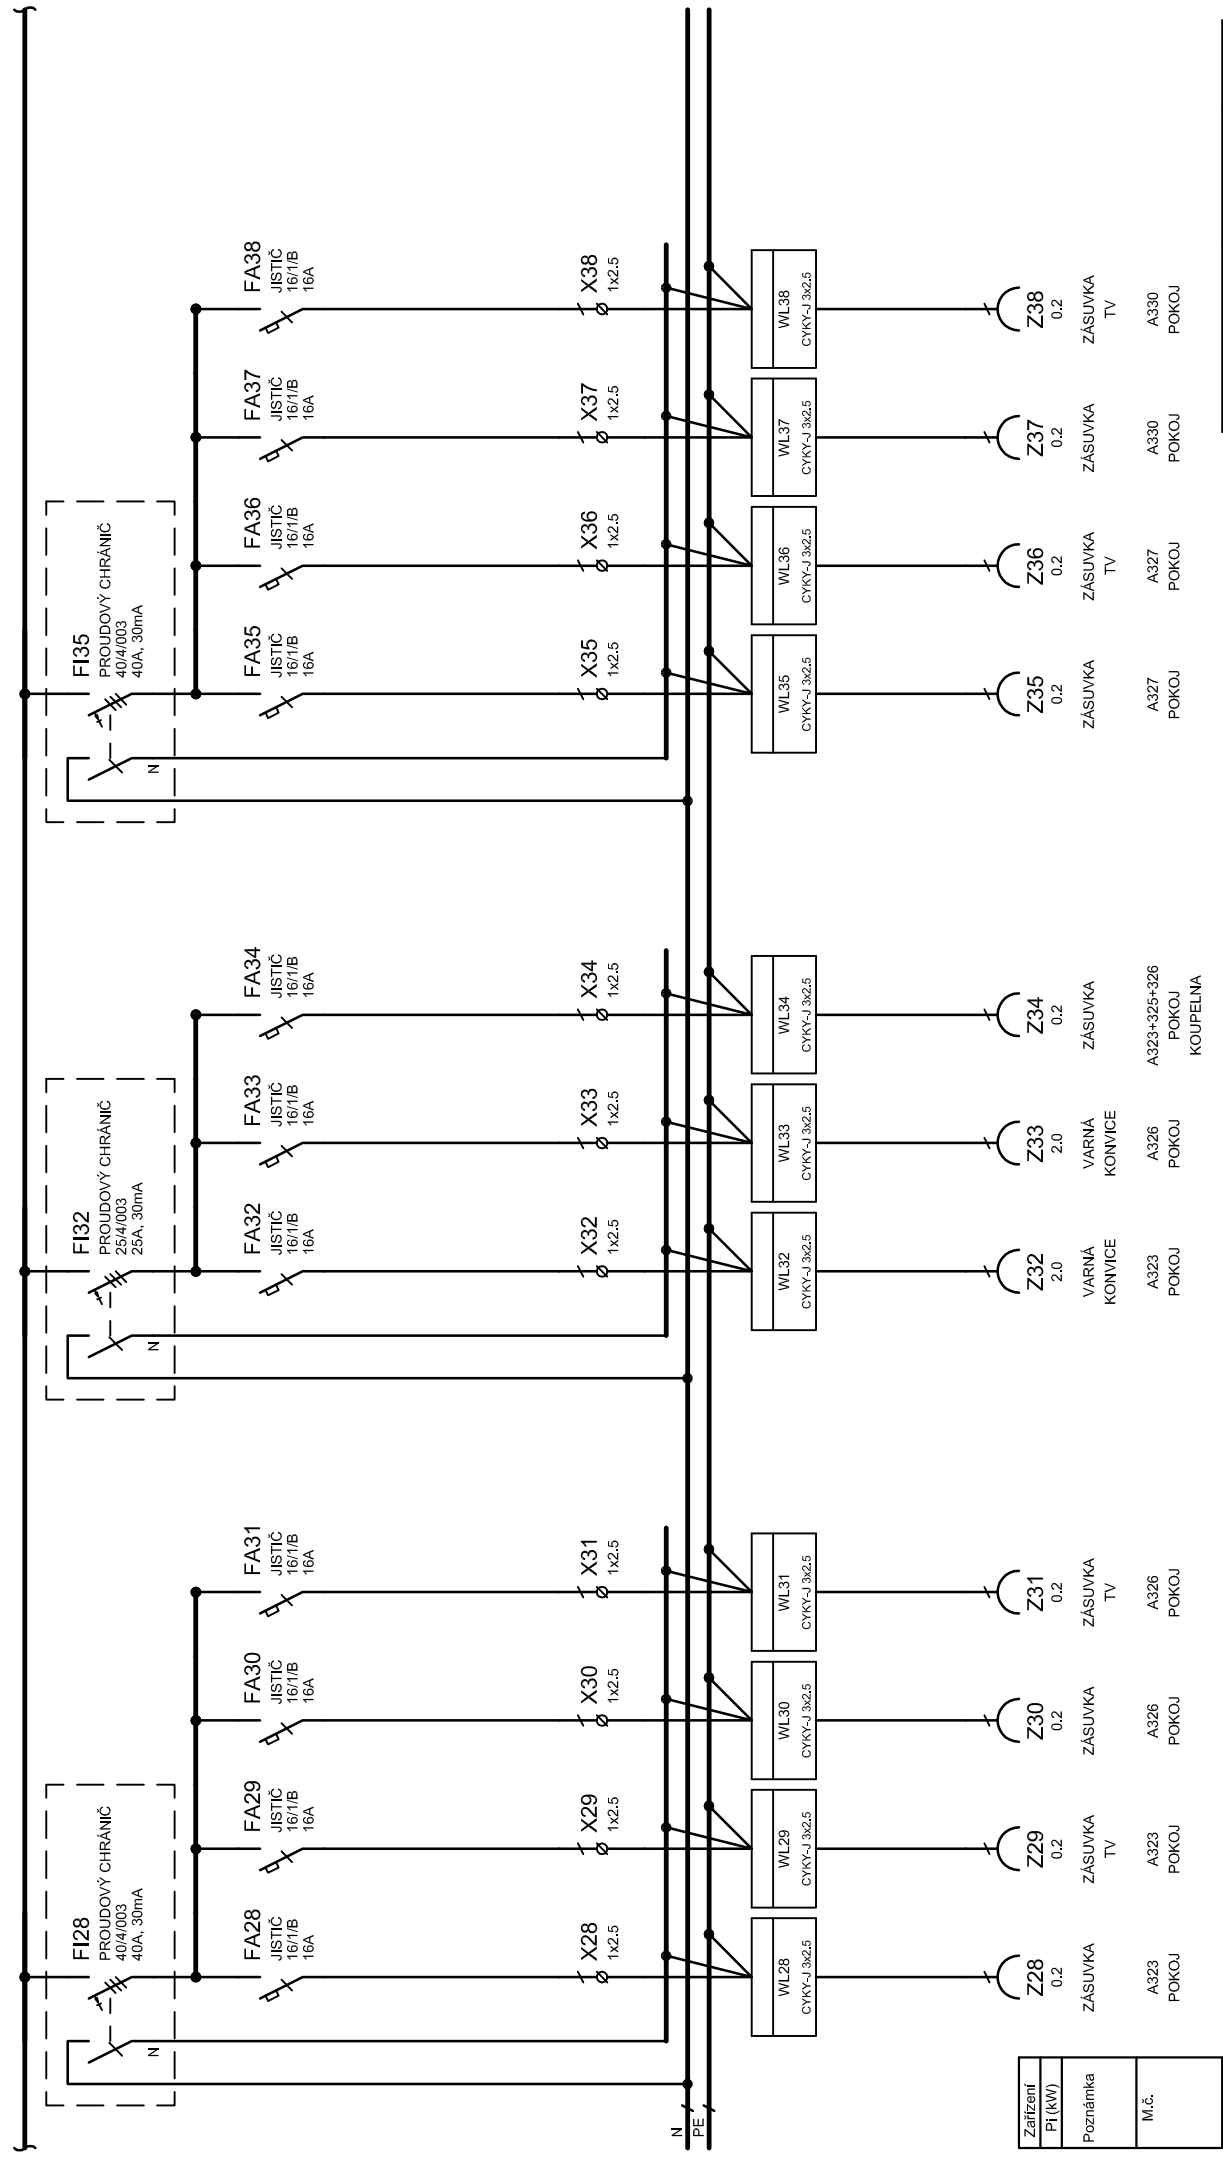 FI28
PROUDOVÝ CHRÁNIČ
40/4/003
40A, 30mA
N
FI32
PROUDOVÝ CHRÁNIČ
25/4/003
25A, 30mA
N
FI35
PROUDOVÝ CHRÁNIČ
40/4/003
40A, 30mA
N
FA28
JISTIČ
16/1/B
16A
FA29
JISTIČ
16/1/B
16A
FA30
JISTIČ
16/1/B
16A
FA31
JISTIČ
16/1/B
16A
FA32
JISTIČ
16/1/B
16A
FA33
JISTIČ
16/1/B
16A
FA34
JISTIČ
16/1/B
16A
FA35
JISTIČ
16/1/B
16A
FA36
JISTIČ
16/1/B
16A
FA37
JISTIČ
16/1/B
16A
FA38
JISTIČ
16/1/B
16A
X28
1x2.5
X29
1x2.5
X30
1x2.5
X31
1x2.5
X32
1x2.5
X33
1x2.5
X34
1x2.5
X35
1x2.5
X36
1x2.5
X37
1x2.5
X38
1x2.5
N
PE
WL28
CYKY-J 3x2.5
WL29
CYKY-J 3x2.5
WL30
CYKY-J 3x2.5
WL31
CYKY-J 3x2.5
WL32
CYKY-J 3x2.5
WL33
CYKY-J 3x2.5
WL34
CYKY-J 3x2.5
WL35
CYKY-J 3x2.5
WL36
CYKY-J 3x2.5
WL37
CYKY-J 3x2.5
WL38
CYKY-J 3x2.5
Zařízení
Pi (kW)
Poznámka
M.č.
Z28
0.2
ZÁSUVKA
A323
POKOJ
Z29
0.2
ZÁSUVKA
TV
A323
POKOJ
Z30
0.2
ZÁSUVKA
A326
POKOJ
Z31
0.2
ZÁSUVKA
TV
A326
POKOJ
Z32
2.0
VARNÁ
KONVICE
A323
POKOJ
Z33
2.0
VARNÁ
KONVICE
A326
POKOJ
Z34
0.2
ZÁSUVKA
A323+325+326
POKOJ
KOUPELNA
Z35
0.2
ZÁSUVKA
A327
POKOJ
Z36
0.2
ZÁSUVKA
TV
A327
POKOJ
Z37
0.2
ZÁSUVKA
A330
POKOJ
Z38
0.2
ZÁSUVKA
TV
A330
POKOJ